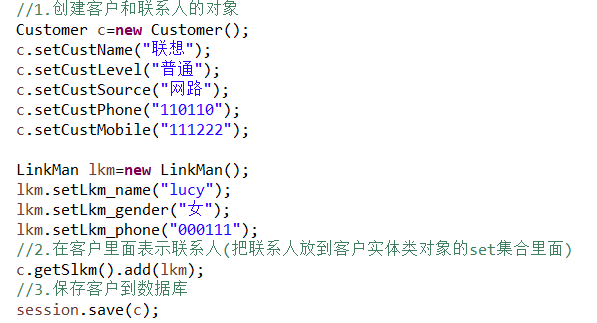 //1.创建客户和联系人的对象
Customer c=new Customer();
c.setCustName("联想");
c.setCustLevel("普通");
c.setCustSource("网路");
c.setCustPhone("110110");
c.setCustMobile("111222");
LinkMan lkm=new LinkMan();
lkm.setLkm_name("lucy");
lkm.setLkm_gender("女");
lkm.setLkm_phone("000111");
//2.在客户里面表示联系人(把联系人放到客户实体类对象的set集合里面)
c.getSlkm().add(lkm);
//3.保存客户到数据库
session.save(c);